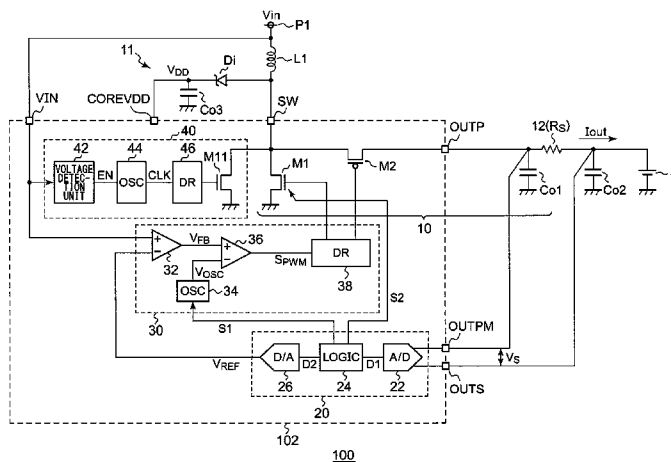 Vin
P1
11
L1
Di
VDD
Co3
VIN
COREVDD
SW
40
OUTP
12(RS)
Iout
42
44
46
M11
M1
M2
VOLTAGE DETEC- TION UNIT
EN
OSC
CLK
DR
Co1
Co2
10
32
VFB
36
VOSC
SPWM
DR
38
OSC
34
S2
30
S1
OUTPM
VREF
D/A
D2
LOGIC
D1
A/D
VS
26
24
22
OUTS
20
102
100